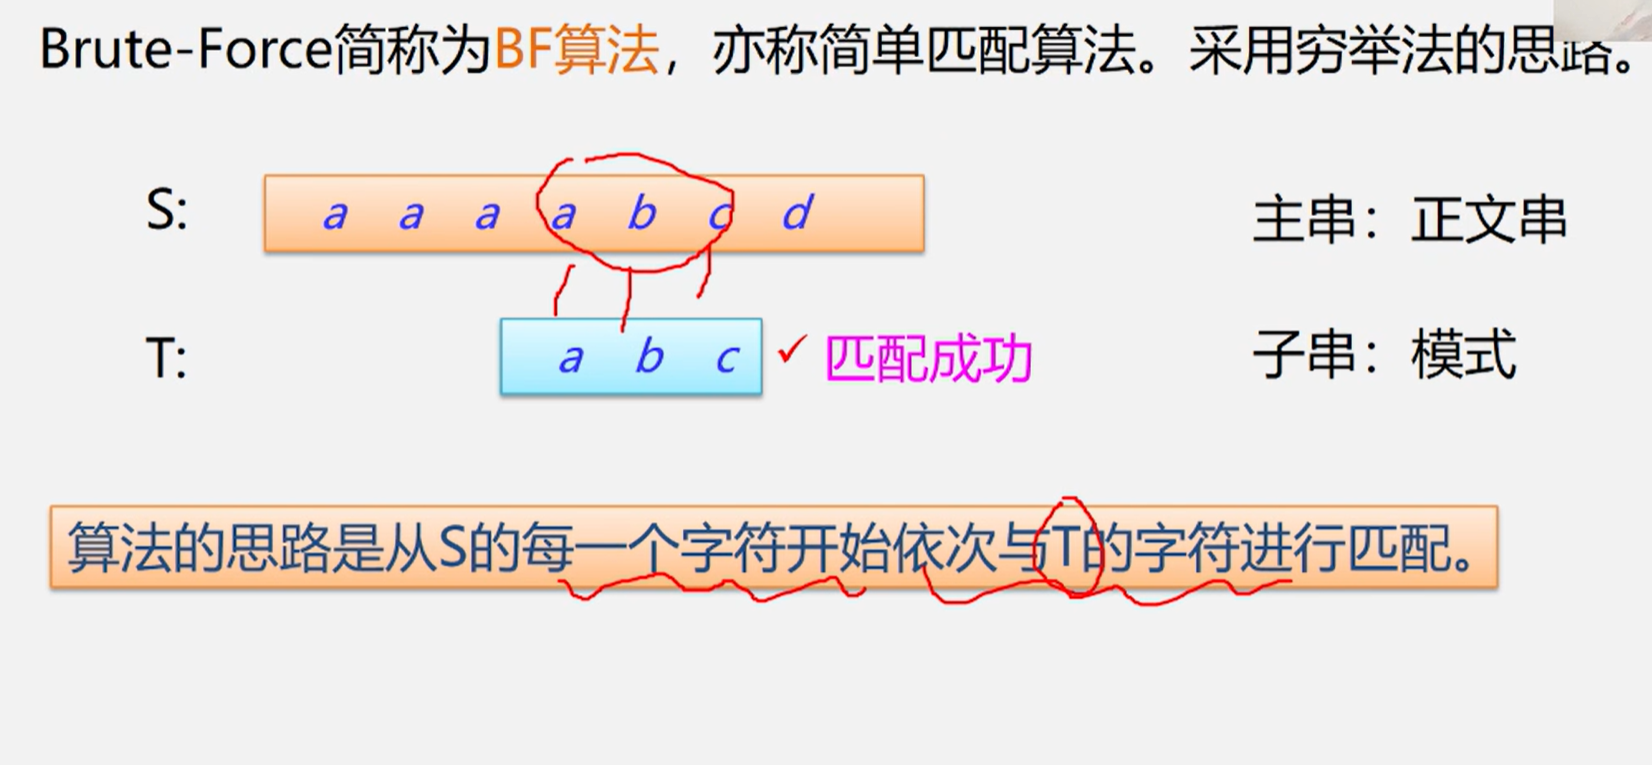 Brute-Force简称为BF算法，亦称简单匹配算法。采用穷举法的思路。
S: a a a a b c d 主串：正文串
T: a b c ✓ 匹配成功 子串：模式
算法的思路是从S的每一个字符开始依次与T的字符进行匹配。